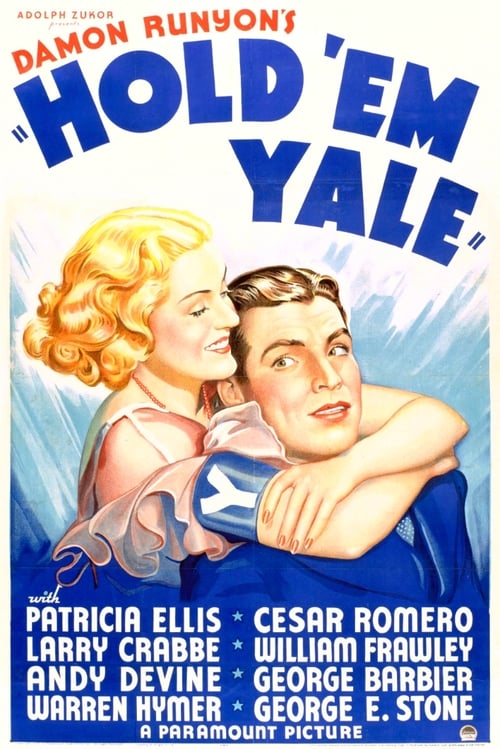 ADOLPH ZUKOR
presents
DAMON RUNYON'S
"HOLD 'EM
YALE"
Y
with
PATRICIA ELLIS ★ CESAR ROMERO
LARRY CRABBE ★ WILLIAM FRAWLEY
ANDY DEVINE ★ GEORGE BARBIER
WARREN HYMER ★ GEORGE E. STONE
A PARAMOUNT PICTURE